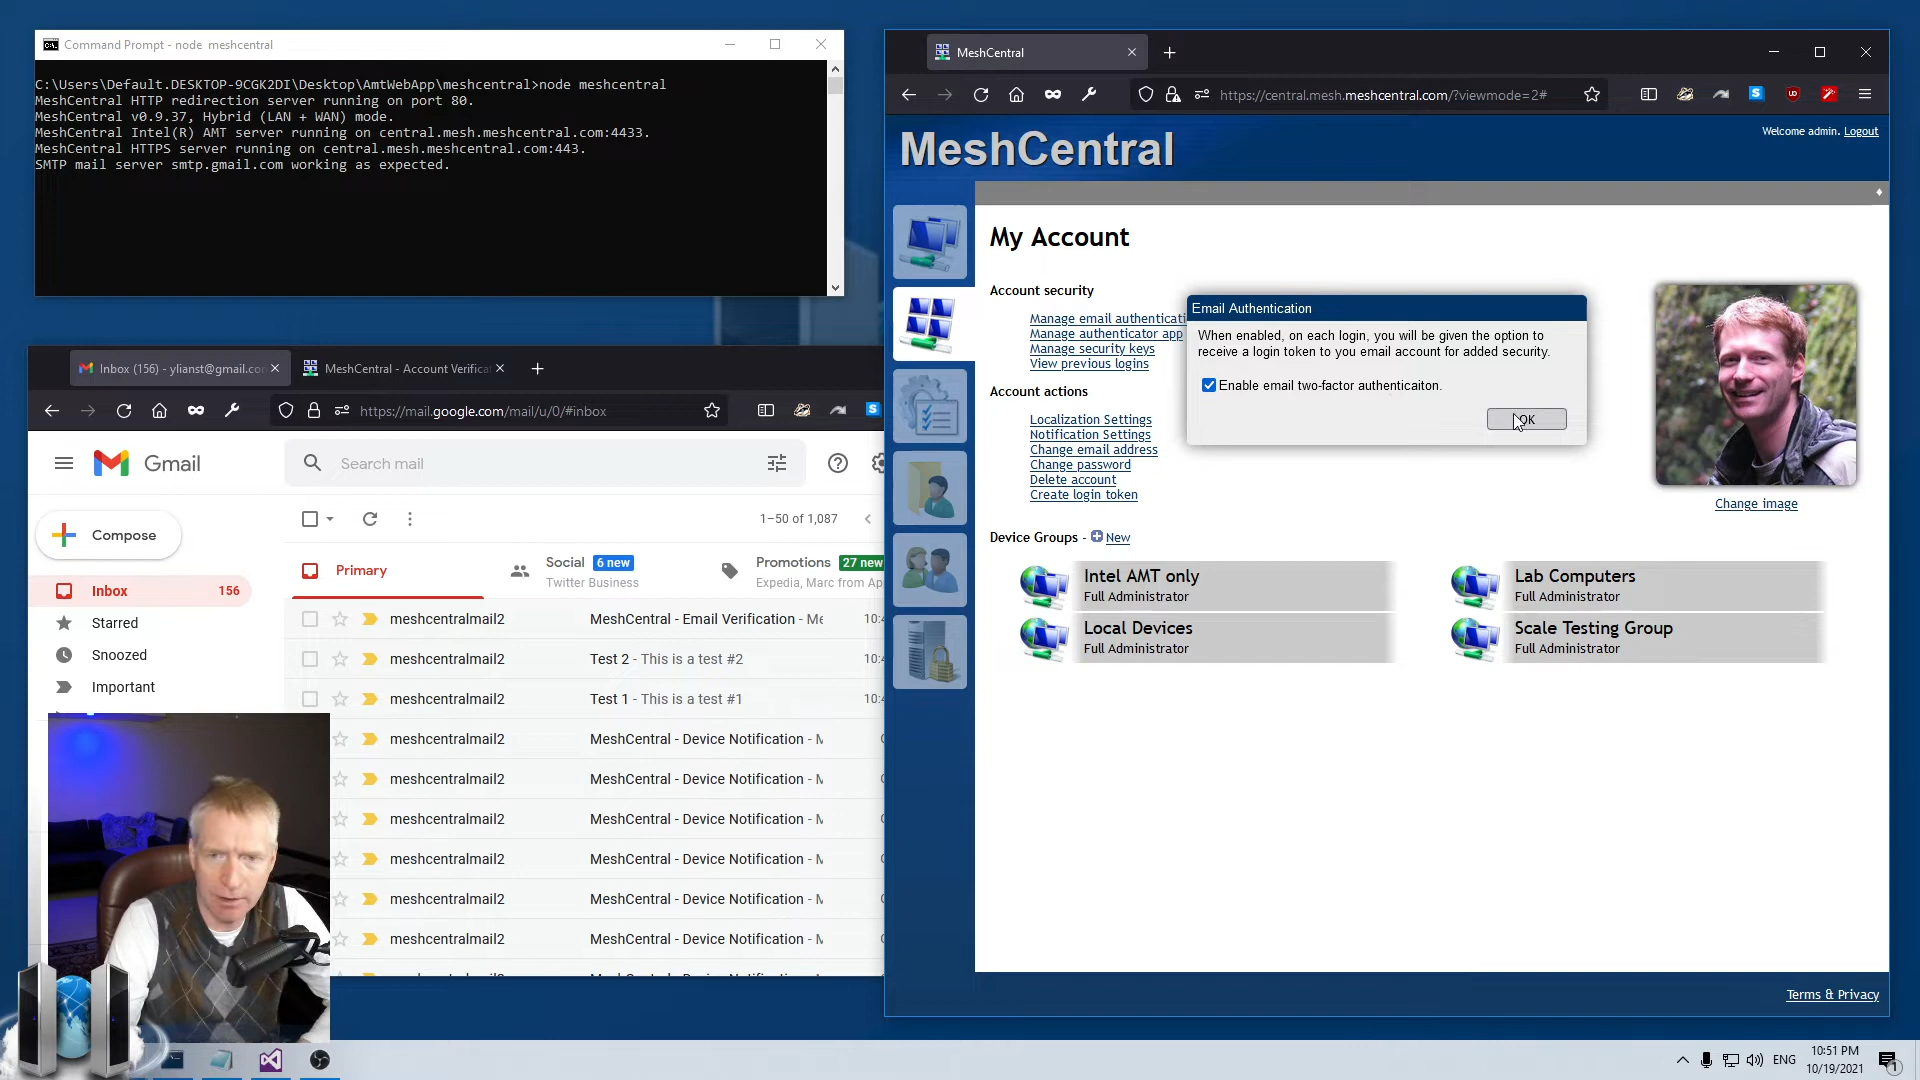 Command Prompt - node  meshcentral
C:\Users\Default.DESKTOP-9CGK2DI\Desktop\AmtWebApp\meshcentral>node meshcentral
MeshCentral HTTP redirection server running on port 80.
MeshCentral v0.9.37, Hybrid (LAN + WAN) mode.
MeshCentral Intel(R) AMT server running on central.mesh.meshcentral.com:4433.
MeshCentral HTTPS server running on central.mesh.meshcentral.com:443.
SMTP mail server smtp.gmail.com working as expected.
Inbox (156) - ylianst@gmail.co
MeshCentral - Account Verifica
https://mail.google.com/mail/u/0/#inbox
Gmail
Search mail
Compose
1–50 of 1,087
Inbox 156
Starred
Snoozed
Important
Primary
Social 6 new
Twitter Business
Promotions 27 new
Expedia, Marc from Ap
meshcentralmail2 MeshCentral - Email Verification - Me 10:4
meshcentralmail2 Test 2 - This is a test #2 10:4
meshcentralmail2 Test 1 - This is a test #1 10:4
meshcentralmail2 MeshCentral - Device Notification - M
meshcentralmail2 MeshCentral - Device Notification - M
meshcentralmail2 MeshCentral - Device Notification - M
meshcentralmail2 MeshCentral - Device Notification - M
meshcentralmail2 MeshCentral - Device Notification - M
meshcentralmail2 MeshCentral - Device Notification - M
MeshCentral
https://central.mesh.meshcentral.com/?viewmode=2#
MeshCentral
Welcome admin. Logout
My Account
Account security
Manage email authenticati
Manage authenticator app
Manage security keys
View previous logins
Account actions
Localization Settings
Notification Settings
Change email address
Change password
Delete account
Create login token
Email Authentication
When enabled, on each login, you will be given the option to
receive a login token to you email account for added security.
Enable email two-factor authenticaiton.
OK
Change image
Device Groups - New
Intel AMT only
Full Administrator
Lab Computers
Full Administrator
Local Devices
Full Administrator
Scale Testing Group
Full Administrator
Terms & Privacy
ENG
10:51 PM
10/19/2021
1